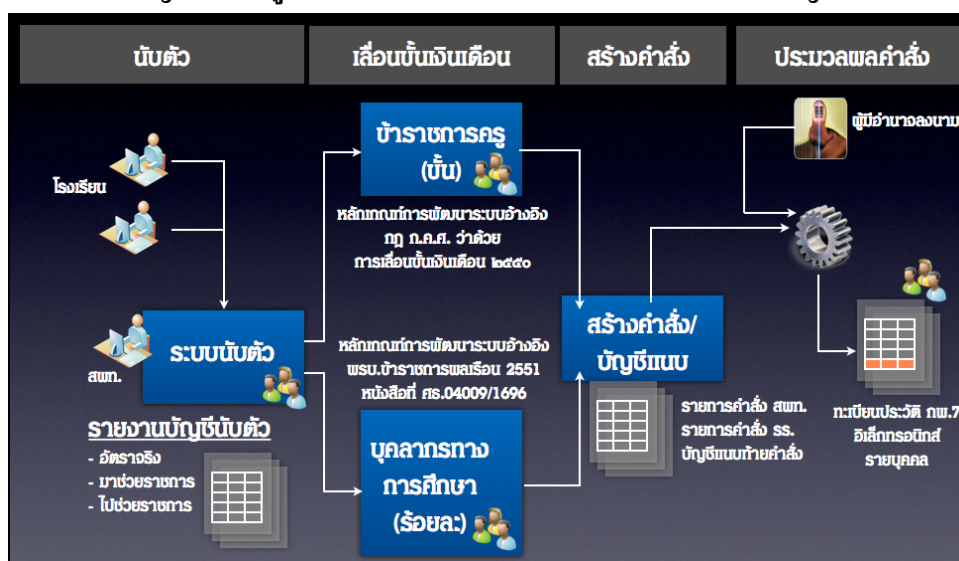 นับตัว
เลื่อนขั้นเงินเดือน
สร้างคำสั่ง
ประมวลผลคำสั่ง
โรงเรียน
สพท.
ระบบนับตัว
รายงานบัญชีนับตัว
- อัตราจริง
- มาช่วยราชการ
- ไปช่วยราชการ
ข้าราชการครู
(ขั้น)
หลักเกณฑ์การพัฒนาระบบอ้างอิง
กฎ ก.ค.ศ. ว่าด้วย
การเลื่อนขั้นเงินเดือน ๒๕๕๐
หลักเกณฑ์การพัฒนาระบบอ้างอิง
พรบ.ข้าราชการพลเรือน 2551
หนังสือที่ ศธ.04009/1696
บุคลากรทาง
การศึกษา
(ร้อยละ)
สร้างคำสั่ง/
บัญชีแนบ
รายการคำสั่ง สพท.
รายการคำสั่ง รร.
บัญชีแนบท้ายคำสั่ง
ผู้มีอำนาจลงนาม
ทะเบียนประวัติ กพ.7
อิเล็กทรอนิกส์
รายบุคคล